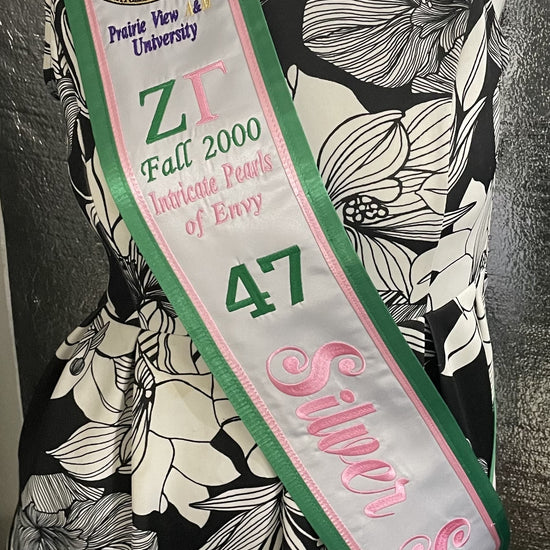 Prairie View A&M
University
ΖΓ
Fall 2000
Intricate Pearls
of Envy
47
Silver